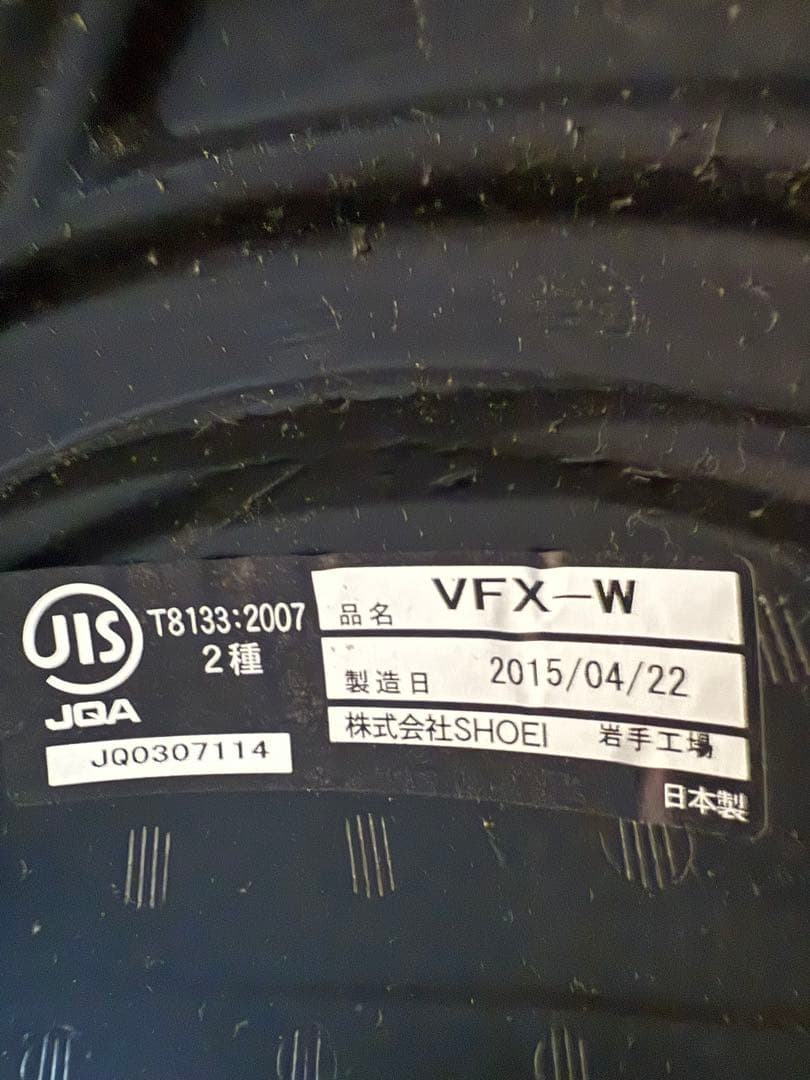 JIS
JQA
T8133:2007
2種
JQ0307114
品名 VFX-W
製造日 2015/04/22
株式会社SHOEI 岩手工場
日本製